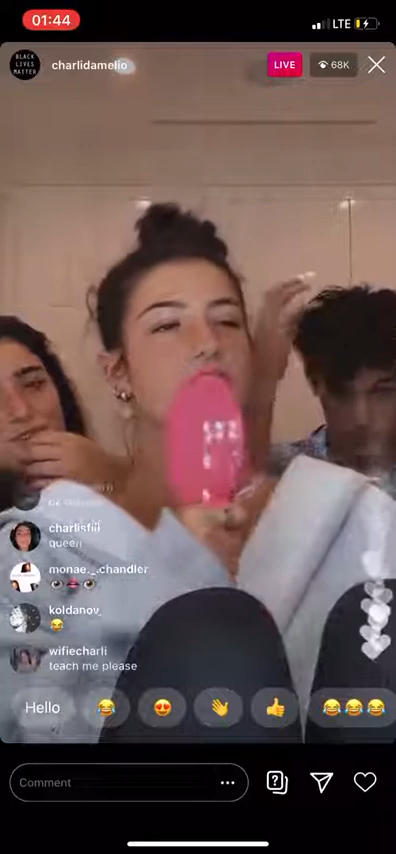 01:44
LTE
BLACK
LIVES
MATTER
charlidamelio
LIVE
68K
queen
monae._.chandler
👁️👄👁️
koldanov_
😂
wifiecharli
teach me please
Hello 😂 😍 👋 👍 😂😂😂
Comment